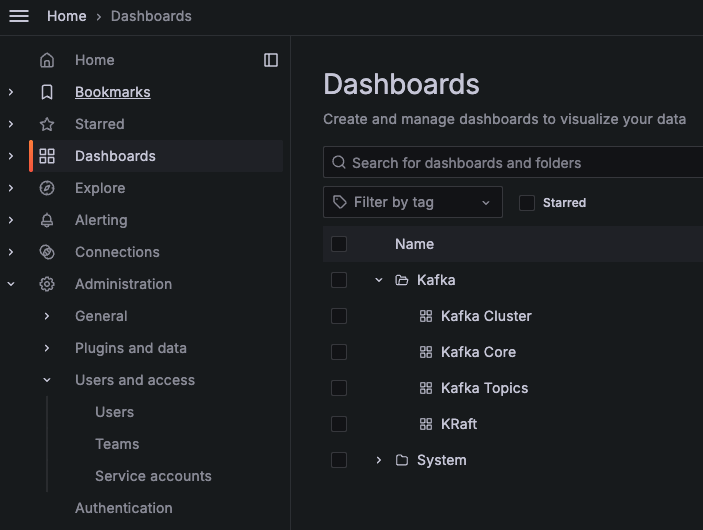 Home › Dashboards
Home
Bookmarks
Starred
Dashboards
Explore
Alerting
Connections
Administration
General
Plugins and data
Users and access
Users
Teams
Service accounts
Authentication
Dashboards
Create and manage dashboards to visualize your data
Search for dashboards and folders
Filter by tag
Starred
Name
Kafka
Kafka Cluster
Kafka Core
Kafka Topics
KRaft
System